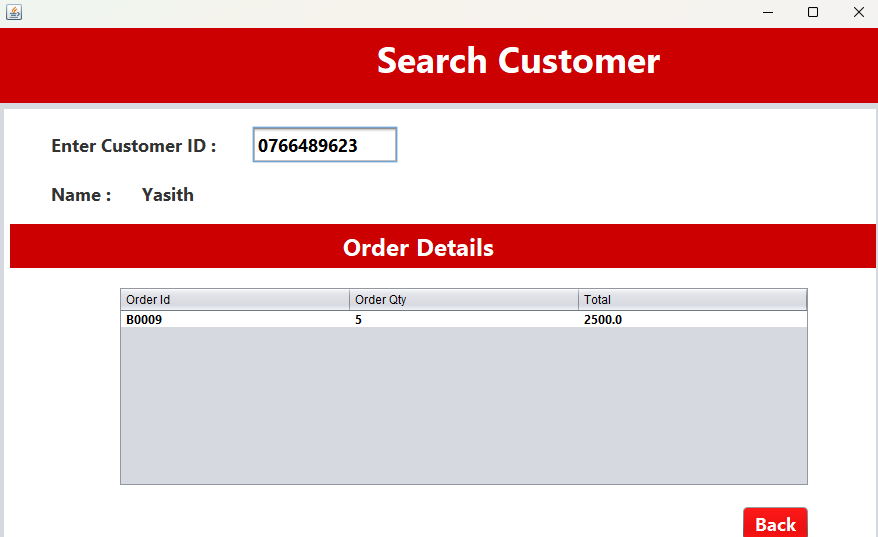 Search Customer
Enter Customer ID : 0766489623
Name : Yasith
Order Details
Order Id Order Qty Total
B0009 5 2500.0
Back